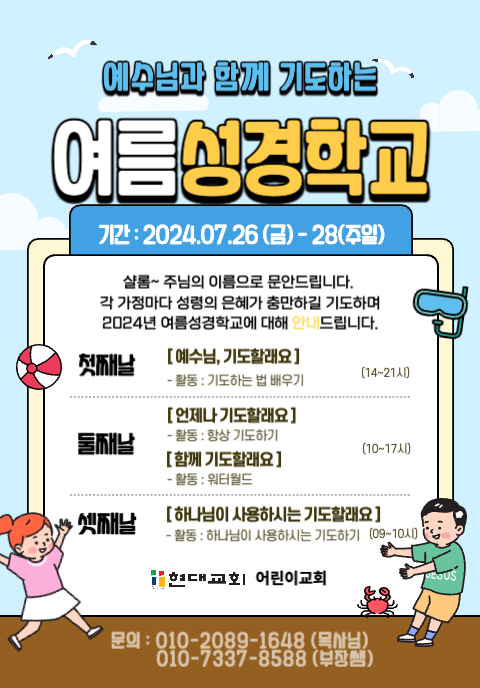 예수님과 함께 기도하는
여름성경학교
기간 : 2024.07.26 (금) - 28(주일)
샬롬~ 주님의 이름으로 문안드립니다.
각 가정마다 성령의 은혜가 충만하길 기도하며
2024년 여름성경학교에 대해 안내드립니다.
첫째날
[ 예수님, 기도할래요 ]
- 활동 : 기도하는 법 배우기
(14~21시)
둘째날
[ 언제나 기도할래요 ]
- 활동 : 항상 기도하기
[ 함께 기도할래요 ]
- 활동 : 워터월드
(10~17시)
셋째날
[ 하나님이 사용하시는 기도할래요 ]
- 활동 : 하나님이 사용하시는 기도하기 (09~10시)
JESUS
현대교회 어린이교회
문의 : 010-2089-1648 (목사님)
010-7337-8588 (부장쌤)